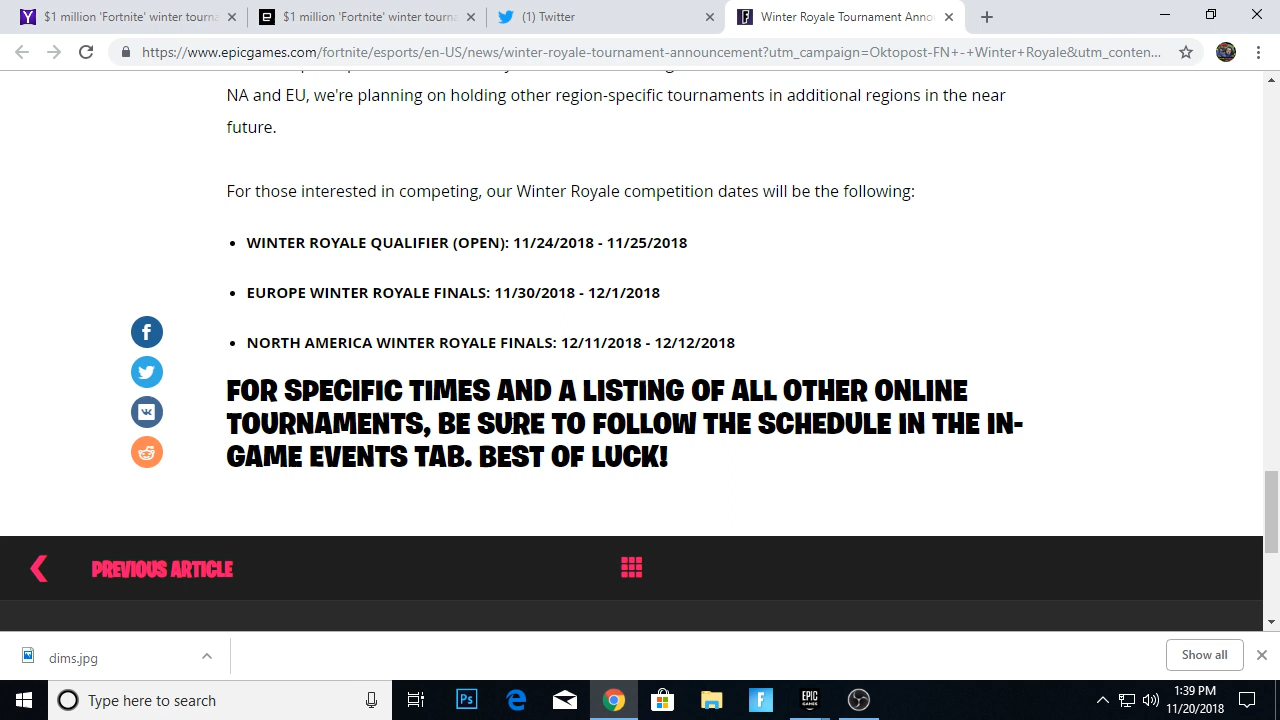 $1 million 'Fortnite' winter tourna
$1 million 'Fortnite' winter tourna
(1) Twitter
Winter Royale Tournament Anno
https://www.epicgames.com/fortnite/esports/en-US/news/winter-royale-tournament-announcement?utm_campaign=Oktopost-FN+-+Winter+Royale&utm_conten...
NA and EU, we're planning on holding other region-specific tournaments in additional regions in the near
future.
For those interested in competing, our Winter Royale competition dates will be the following:
• WINTER ROYALE QUALIFIER (OPEN): 11/24/2018 - 11/25/2018
• EUROPE WINTER ROYALE FINALS: 11/30/2018 - 12/1/2018
• NORTH AMERICA WINTER ROYALE FINALS: 12/11/2018 - 12/12/2018
FOR SPECIFIC TIMES AND A LISTING OF ALL OTHER ONLINE
TOURNAMENTS, BE SURE TO FOLLOW THE SCHEDULE IN THE IN-
GAME EVENTS TAB. BEST OF LUCK!
PREVIOUS ARTICLE
dims.jpg
Show all
Type here to search
Ps
EPIC
GAMES
1:39 PM
11/20/2018